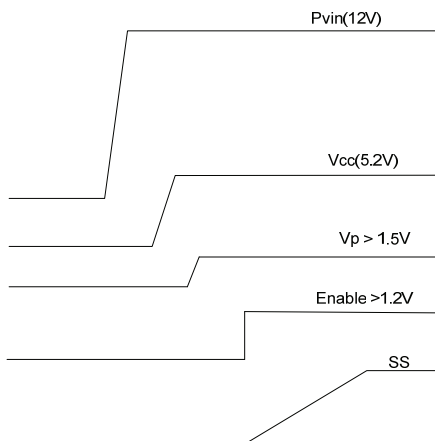 Pvin(12V)
Vcc(5.2V)
Vp > 1.5V
Enable >1.2V
SS